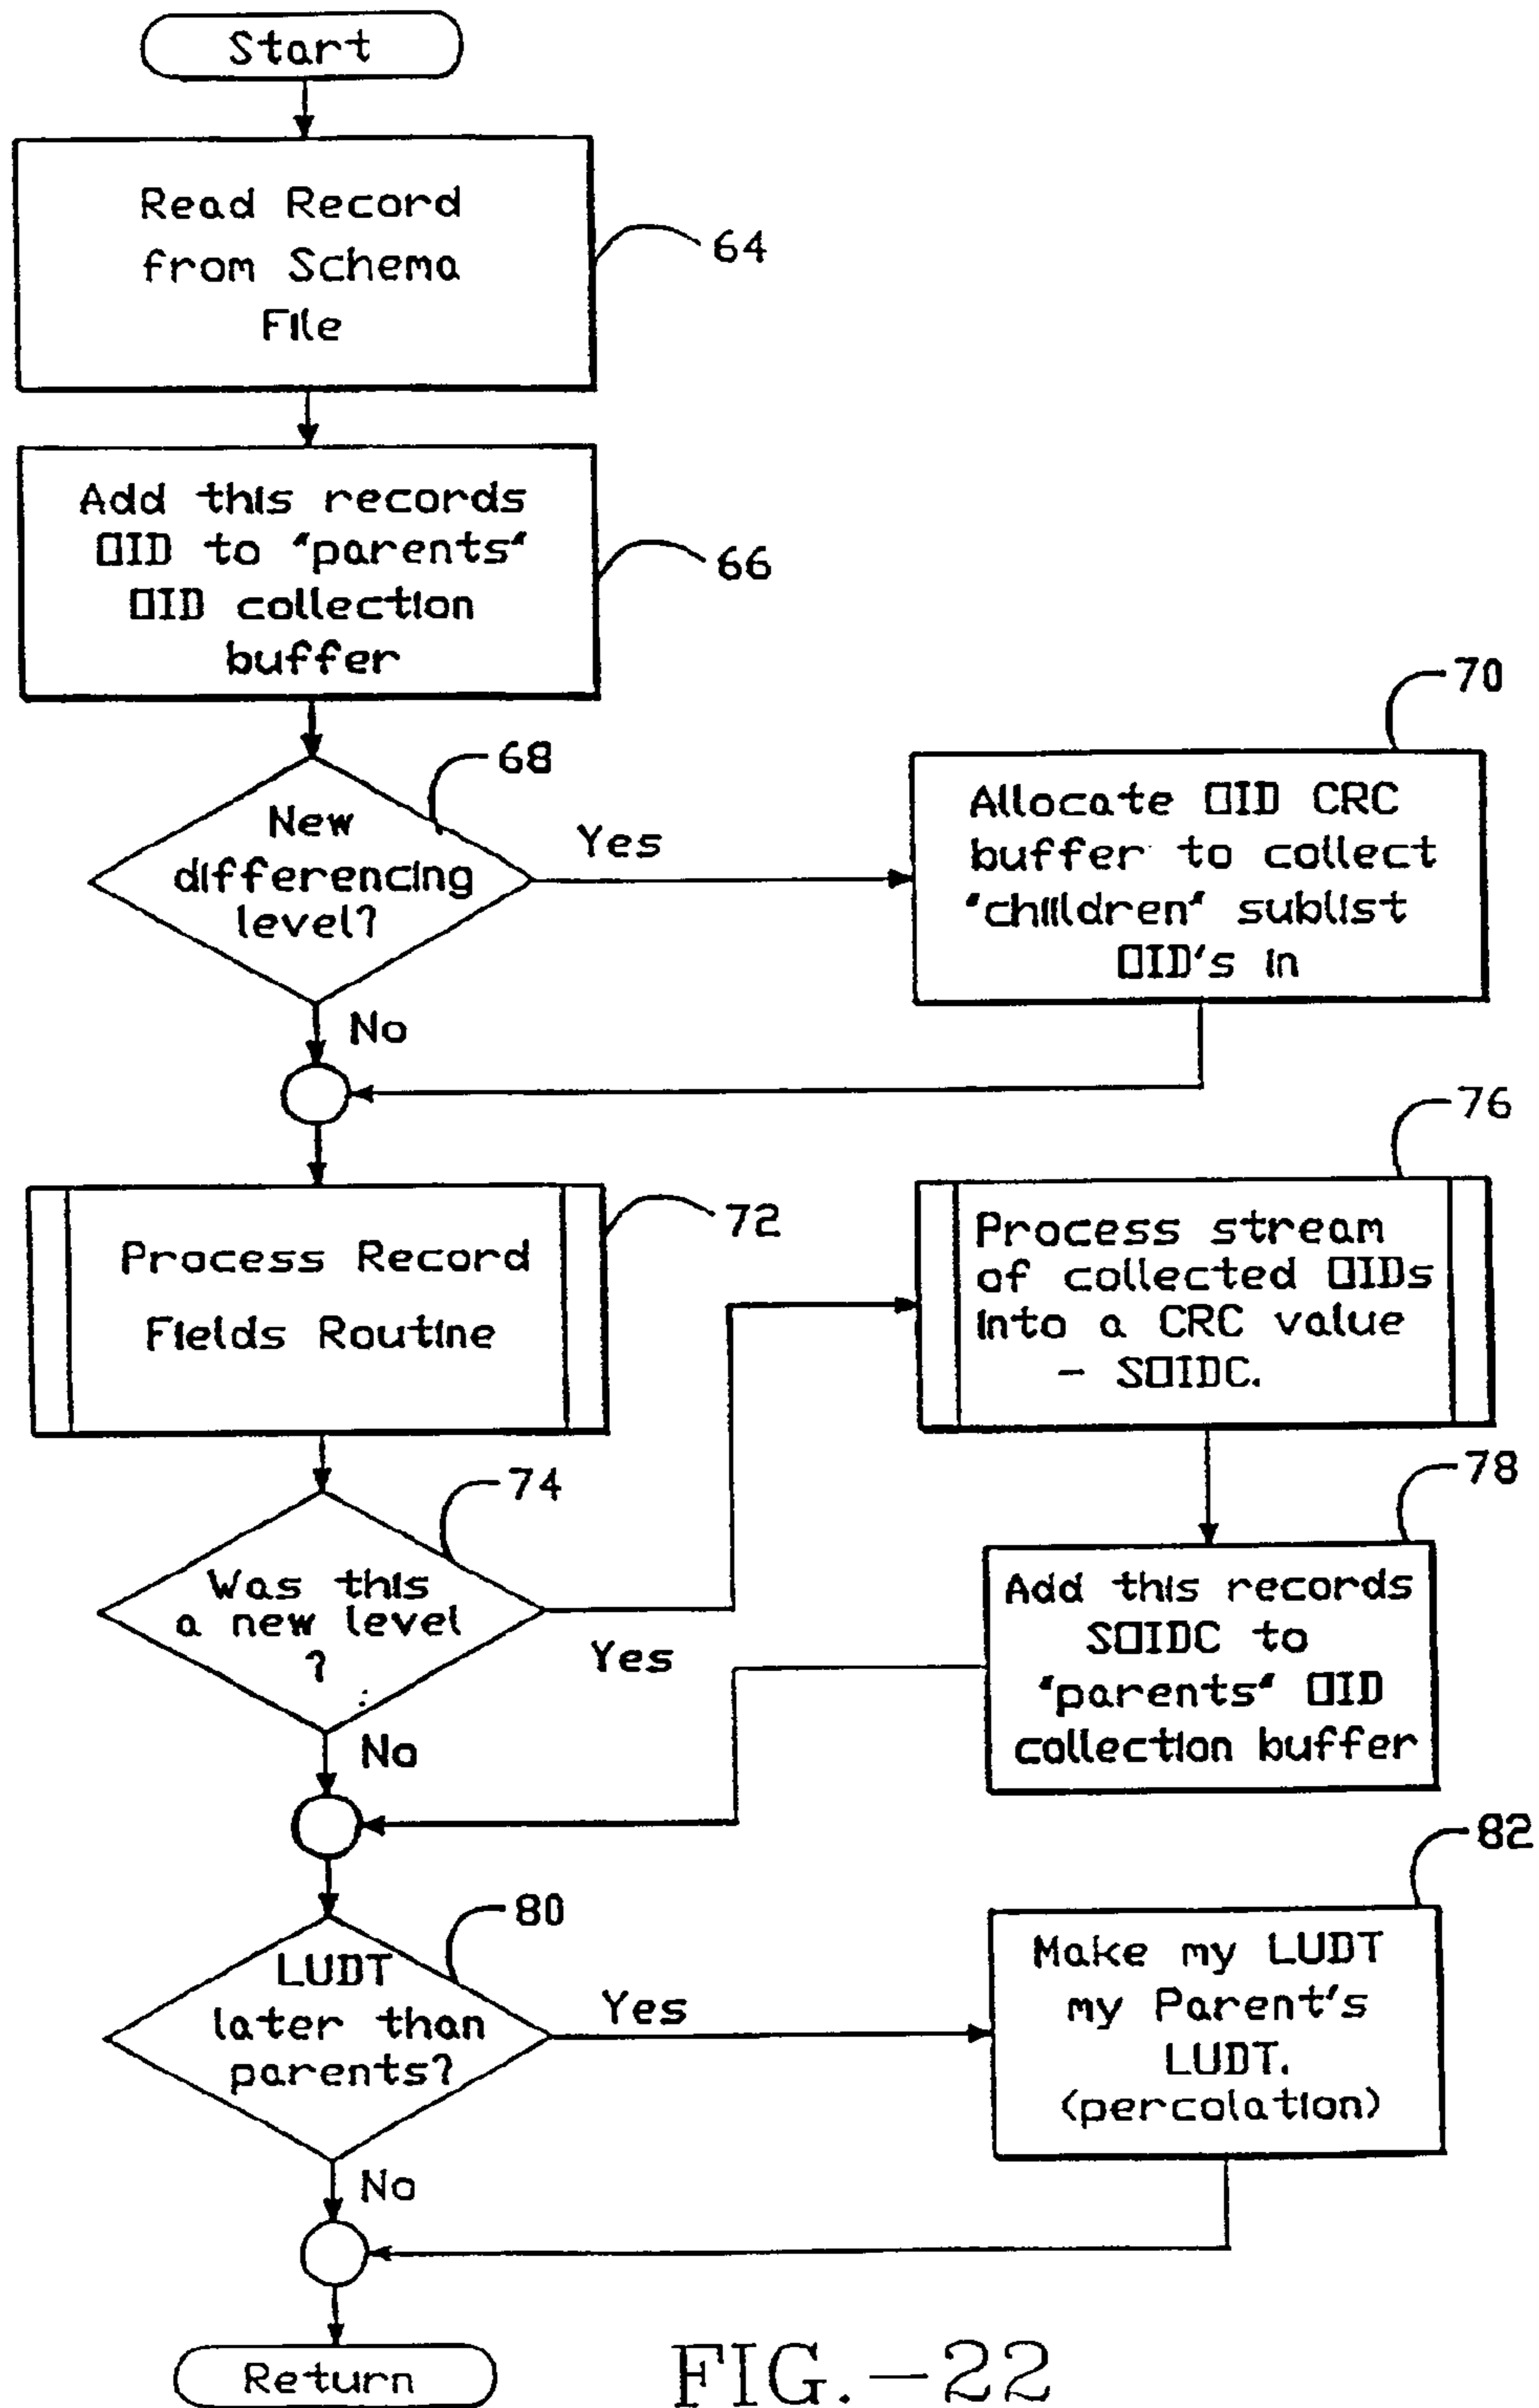 Start
Read Record
from Schema
File
64
Add this records
OID to "parents"
OID collection
buffer
66
68
New
differencing
level?
Yes
No
70
Allocate OID CRC
buffer to collect
"children" sublist
OID's in
72
Process Record
Fields Routine
76
Process stream
of collected OIDs
into a CRC value
- SOIDC.
74
Was this
a new level
?
Yes
No
78
Add this records
SOIDC to
"parents" OID
collection buffer
80
LUDT
later than
parents?
Yes
No
82
Make my LUDT
my Parent's
LUDT.
(percolation)
Return
FIG.-22